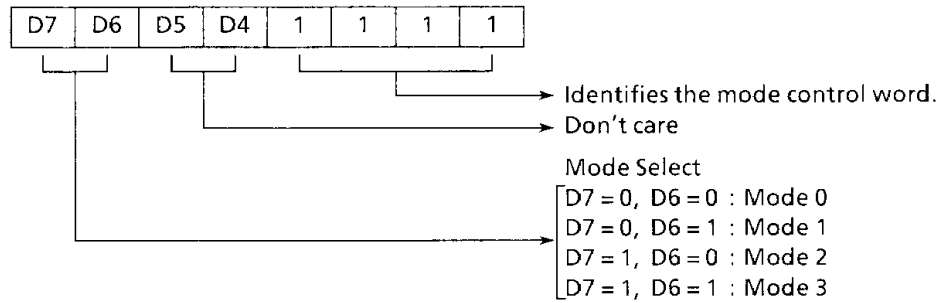 D7 D6 D5 D4 1 1 1 1
Identifies the mode control word.
Don't care
Mode Select
D7 = 0, D6 = 0 : Mode 0
D7 = 0, D6 = 1 : Mode 1
D7 = 1, D6 = 0 : Mode 2
D7 = 1, D6 = 1 : Mode 3